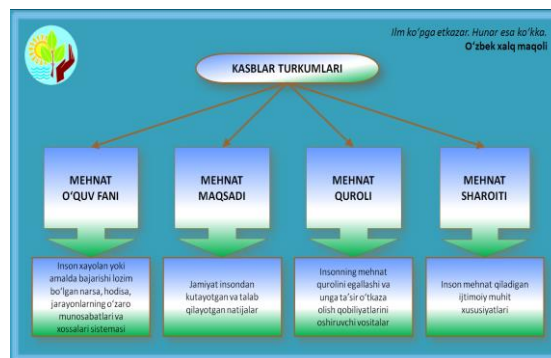 Ilm ko'pga etkazar. Hunar esa ko'kka.
O'zbek xalq maqoli
KASBLAR TURKUMLARI
MEHNAT
O'QUV FANI
MEHNAT
MAQSADI
MEHNAT
QUROLI
MEHNAT
SHAROITI
Inson xayolan yoki
amalda bajarishi lozim
bo'lgan narsa, hodisa,
jarayonlarning o'zaro
munosabatlari va
xossalari sistemasi
Jamiyat insondan
kutayotgan va talab
qilayotgan natijalar
Insonning mehnat
qurolini egallashi va
unga ta'sir o'tkaza
olish qobiliyatlarini
oshiruvchi vositalar
Inson mehnat qiladigan
ijtimoiy muhit
xususiyatlari